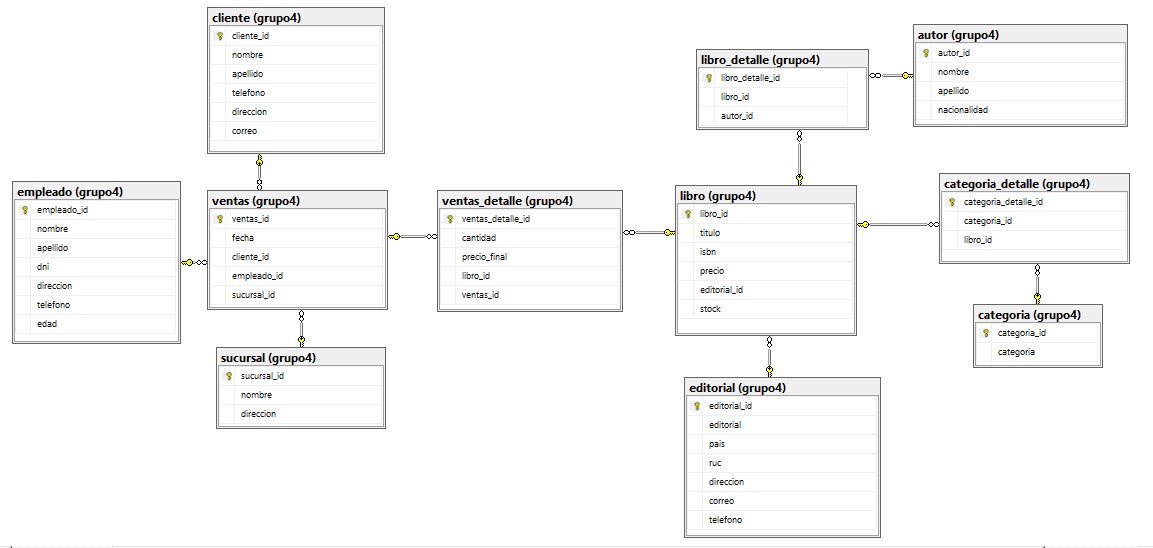 cliente (grupo4)
cliente_id
nombre
apellido
telefono
direccion
correo
libro_detalle (grupo4)
libro_detalle_id
libro_id
autor_id
autor (grupo4)
autor_id
nombre
apellido
nacionalidad
empleado (grupo4)
empleado_id
nombre
apellido
dni
direccion
telefono
edad
ventas (grupo4)
ventas_id
fecha
cliente_id
empleado_id
sucursal_id
ventas_detalle (grupo4)
ventas_detalle_id
cantidad
precio_final
libro_id
ventas_id
libro (grupo4)
libro_id
titulo
isbn
precio
editorial_id
stock
categoria_detalle (grupo4)
categoria_detalle_id
categoria_id
libro_id
categoria (grupo4)
categoria_id
categoria
sucursal (grupo4)
sucursal_id
nombre
direccion
editorial (grupo4)
editorial_id
editorial
pais
ruc
direccion
correo
telefono